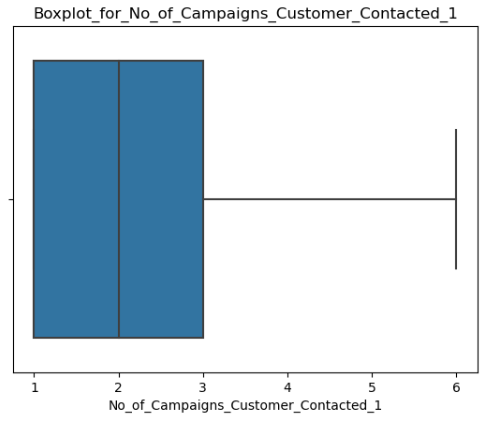 Boxplot_for_No_of_Campaigns_Customer_Contacted_1
1 2 3 4 5 6
No_of_Campaigns_Customer_Contacted_1